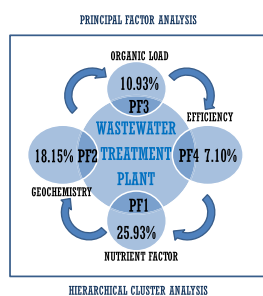 PRINCIPAL FACTOR ANALYSIS
ORGANIC LOAD
10.93%
PF3
EFFICIENCY
WASTEWATER
18.15% PF2 TREATMENT PF4 7.10%
PLANT
GEOCHEMISTRY
PF1
25.93%
NUTRIENT FACTOR
HIERARCHICAL CLUSTER ANALYSIS